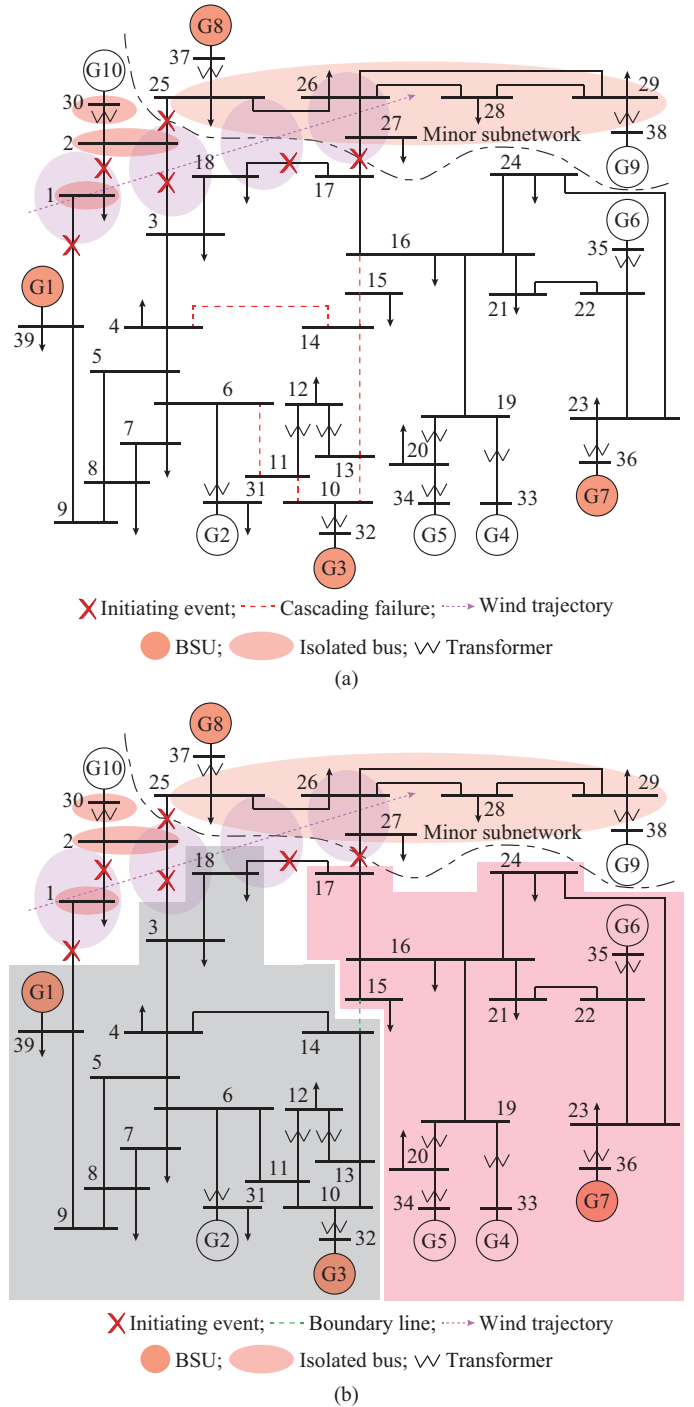 G8
G10
37
25
26
29
30
28
2
27
38
Minor subnetwork
18
24
G9
1
17
G6
3
16
35
G1
15
4
14
21
22
39
5
6
12
19
23
7
20
11
13
36
8
31
10
9
34
33
G2
32
G5
G4
G7
G3
Initiating event; Cascading failure; Wind trajectory
BSU; Isolated bus; Transformer
(a)
G8
G10
37
25
26
29
30
28
2
27
38
Minor subnetwork
18
24
G9
1
17
G6
3
16
35
G1
15
4
14
21
22
39
5
6
12
19
23
7
20
11
13
36
8
31
10
9
34
33
G2
32
G5
G4
G7
G3
Initiating event; Boundary line; Wind trajectory
BSU; Isolated bus; Transformer
(b)